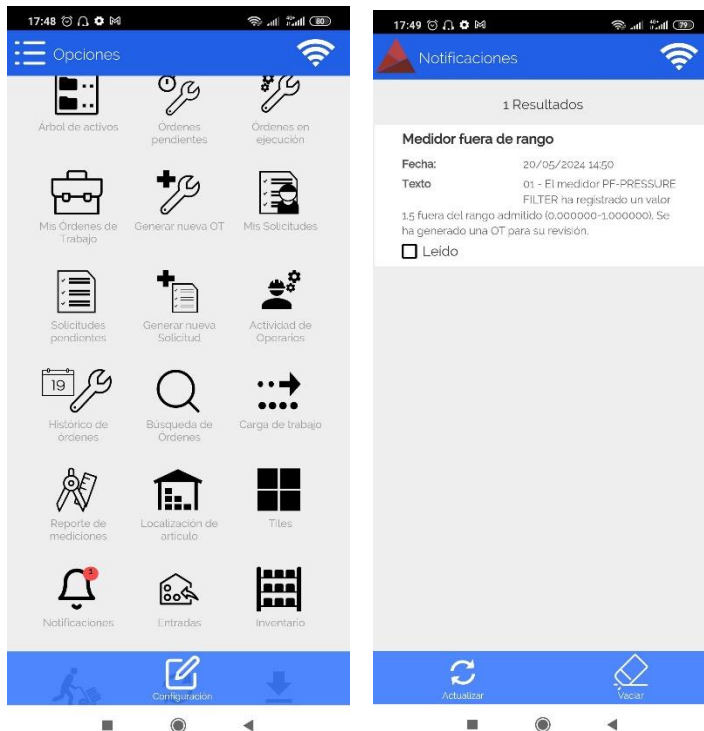 17:48
80
Opciones
Árbol de activos
Órdenes pendientes
Órdenes en ejecución
Mis Órdenes de Trabajo
Generar nueva OT
Mis Solicitudes
Solicitudes pendientes
Generar nueva Solicitud
Actividad de Operarios
19
Histórico de órdenes
Búsqueda de Órdenes
Carga de trabajo
Reporte de mediciones
Localización de artículo
Tiles
1
Notificaciones
Entradas
Inventario
Configuración
17:49
79
Notificaciones
1 Resultados
Medidor fuera de rango
Fecha: 20/05/2024 14:50
Texto 01 - El medidor PF-PRESSURE
FILTER ha registrado un valor
1.5 fuera del rango admitido (0.000000-1.000000). Se
ha generado una OT para su revisión.
Leído
Actualizar
Vaciar